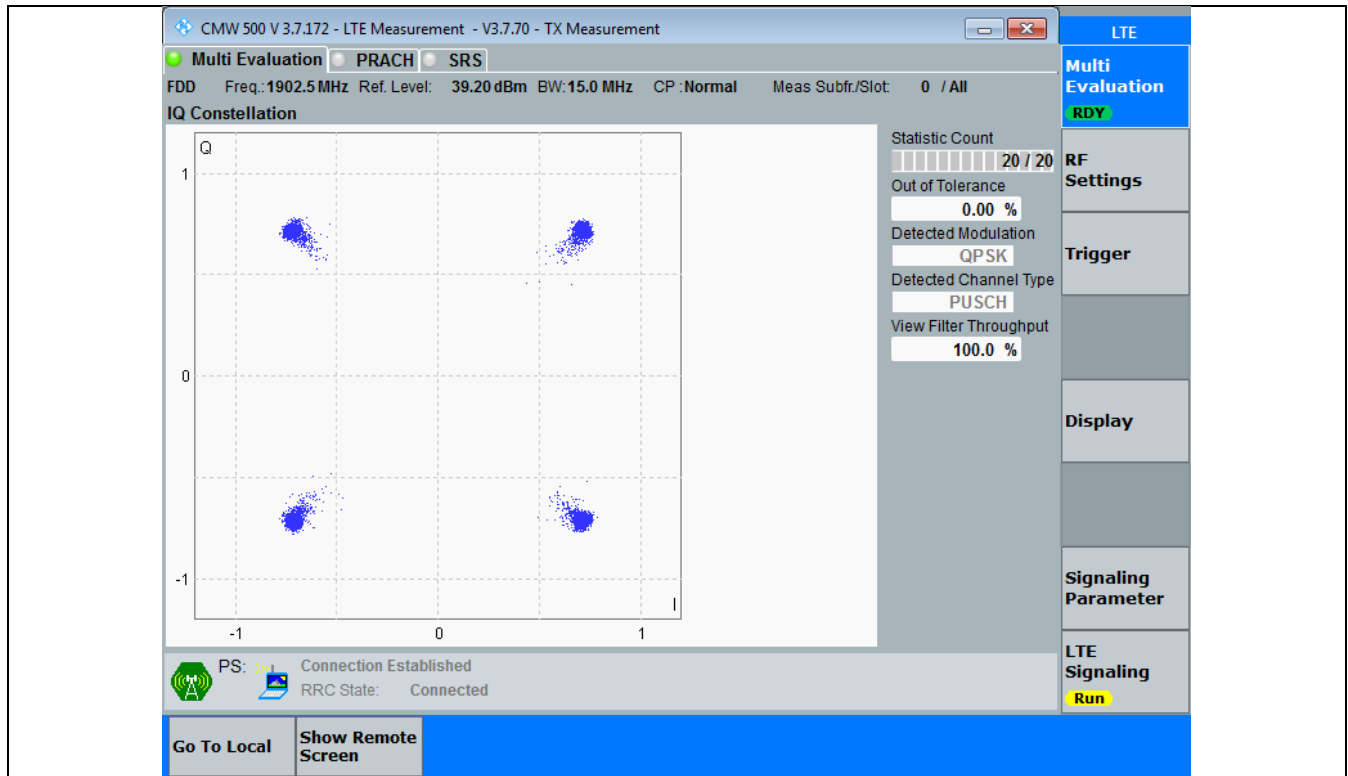 CMW 500 V 3.7.172 - LTE Measurement - V3.7.70 - TX Measurement
Multi Evaluation PRACH SRS
FDD Freq.:1902.5 MHz Ref. Level: 39.20 dBm BW:15.0 MHz CP :Normal Meas Subfr./Slot: 0 / All
IQ Constellation
Q
1
0
-1
-1 0 1
I
Statistic Count
20 / 20
Out of Tolerance
0.00 %
Detected Modulation
QPSK
Detected Channel Type
PUSCH
View Filter Throughput
100.0 %
PS:
Connection Established
RRC State: Connected
LTE
Multi
Evaluation
RDY
RF
Settings
Trigger
Display
Signaling
Parameter
LTE
Signaling
Run
Go To Local
Show Remote
Screen